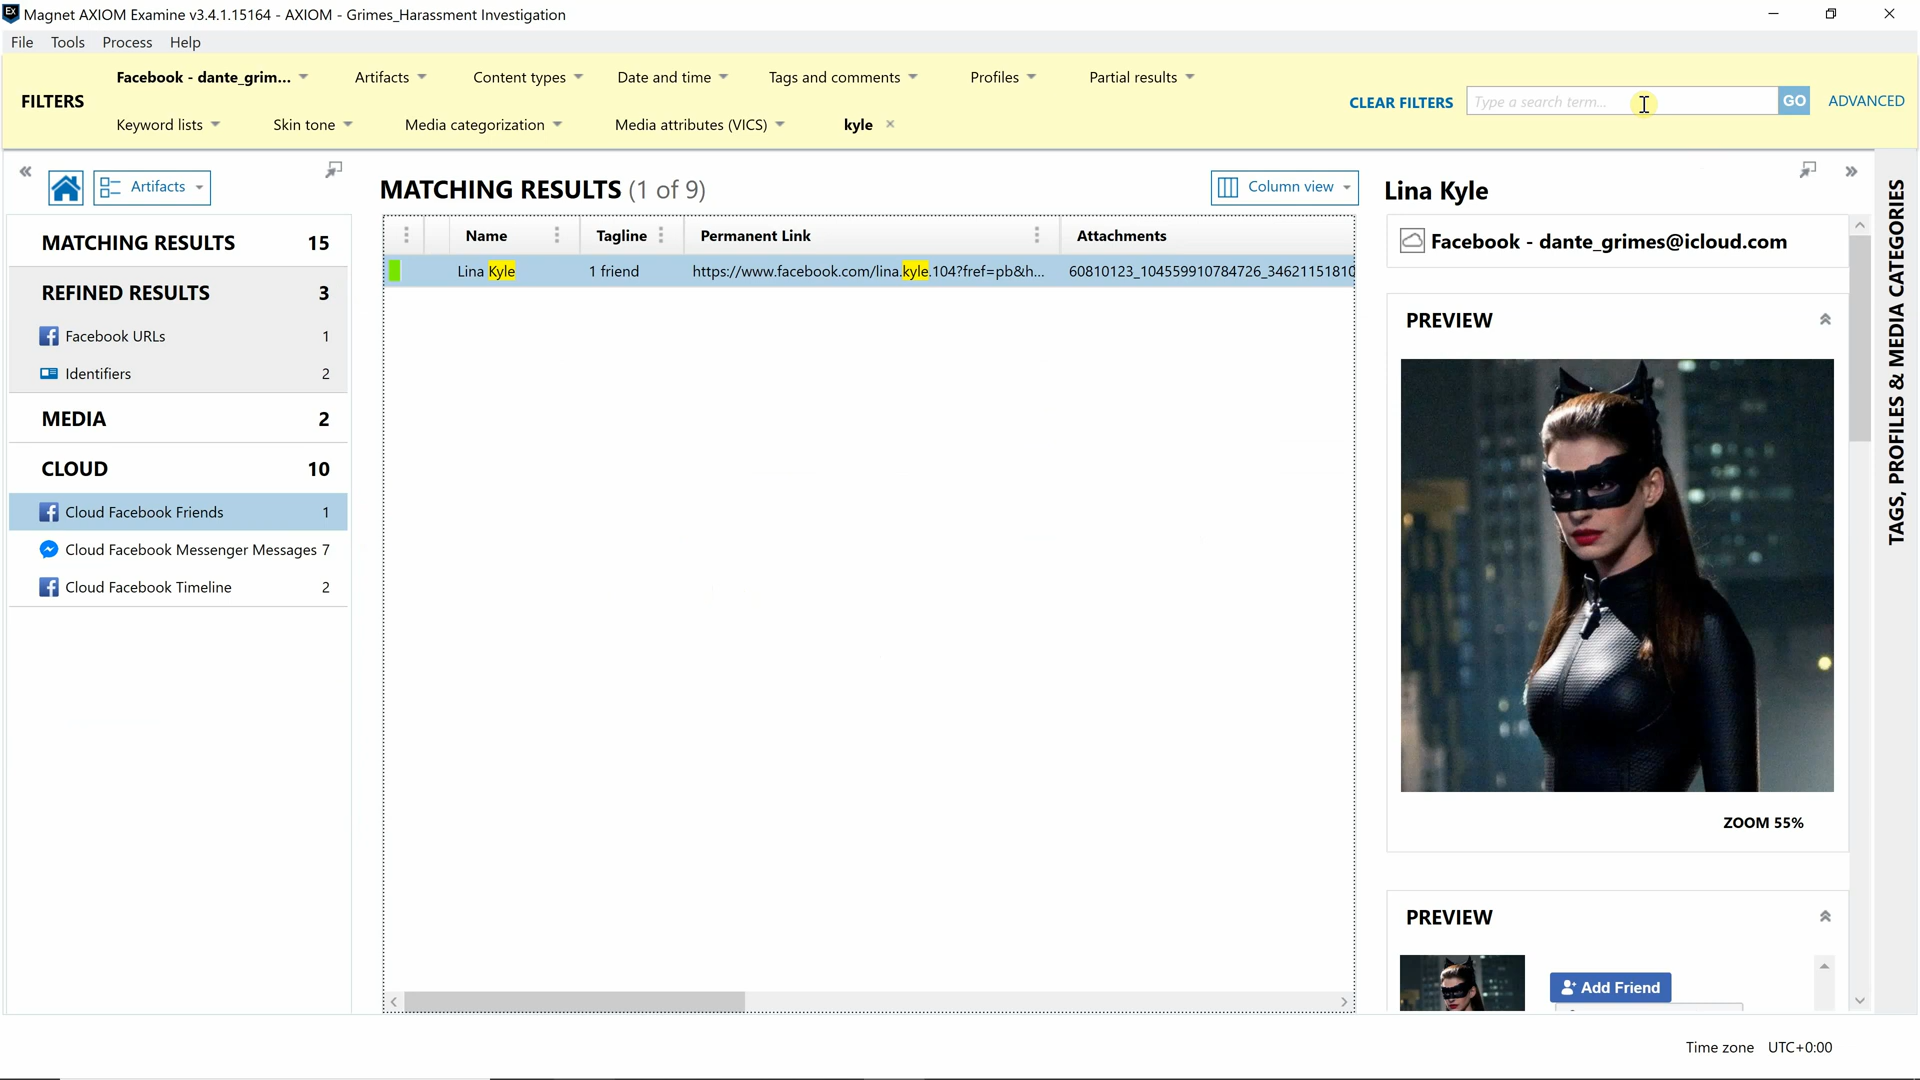 EX Magnet AXIOM Examine v3.4.1.15164 - AXIOM - Grimes_Harassment Investigation
File Tools Process Help
FILTERS
Facebook - dante_grim... Artifacts Content types Date and time Tags and comments Profiles Partial results
Keyword lists Skin tone Media categorization Media attributes (VICS) kyle ×
CLEAR FILTERS Type a search term... GO ADVANCED
Artifacts
MATCHING RESULTS 15
REFINED RESULTS 3
Facebook URLs 1
Identifiers 2
MEDIA 2
CLOUD 10
Cloud Facebook Friends 1
Cloud Facebook Messenger Messages 7
Cloud Facebook Timeline 2
MATCHING RESULTS (1 of 9)
Column view
Name Tagline Permanent Link Attachments
Lina Kyle 1 friend https://www.facebook.com/lina.kyle.104?fref=pb&h... 60810123_104559910784726_34621151810
Lina Kyle
Facebook - dante_grimes@icloud.com
PREVIEW
ZOOM 55%
PREVIEW
Add Friend
TAGS, PROFILES & MEDIA CATEGORIES
Time zone UTC+0:00